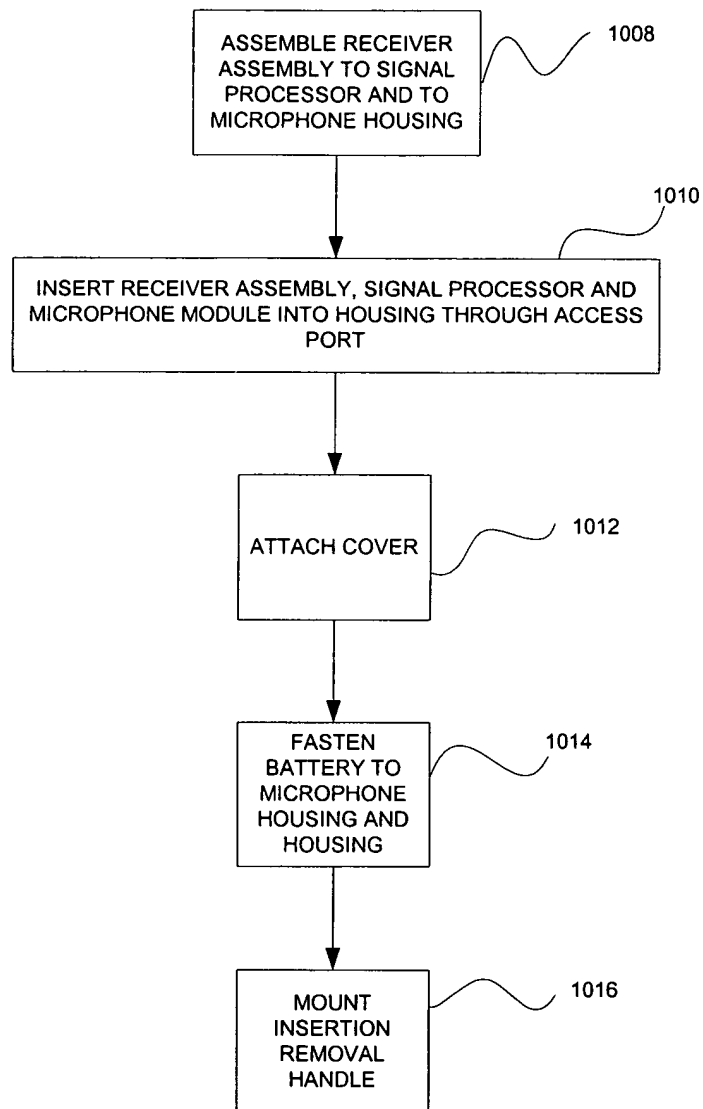 ASSEMBLE RECEIVER
ASSEMBLY TO SIGNAL
PROCESSOR AND TO
MICROPHONE HOUSING
1008
1010
INSERT RECEIVER ASSEMBLY, SIGNAL PROCESSOR AND
MICROPHONE MODULE INTO HOUSING THROUGH ACCESS
PORT
ATTACH COVER
1012
FASTEN
BATTERY TO
MICROPHONE
HOUSING AND
HOUSING
1014
MOUNT
INSERTION
REMOVAL
HANDLE
1016